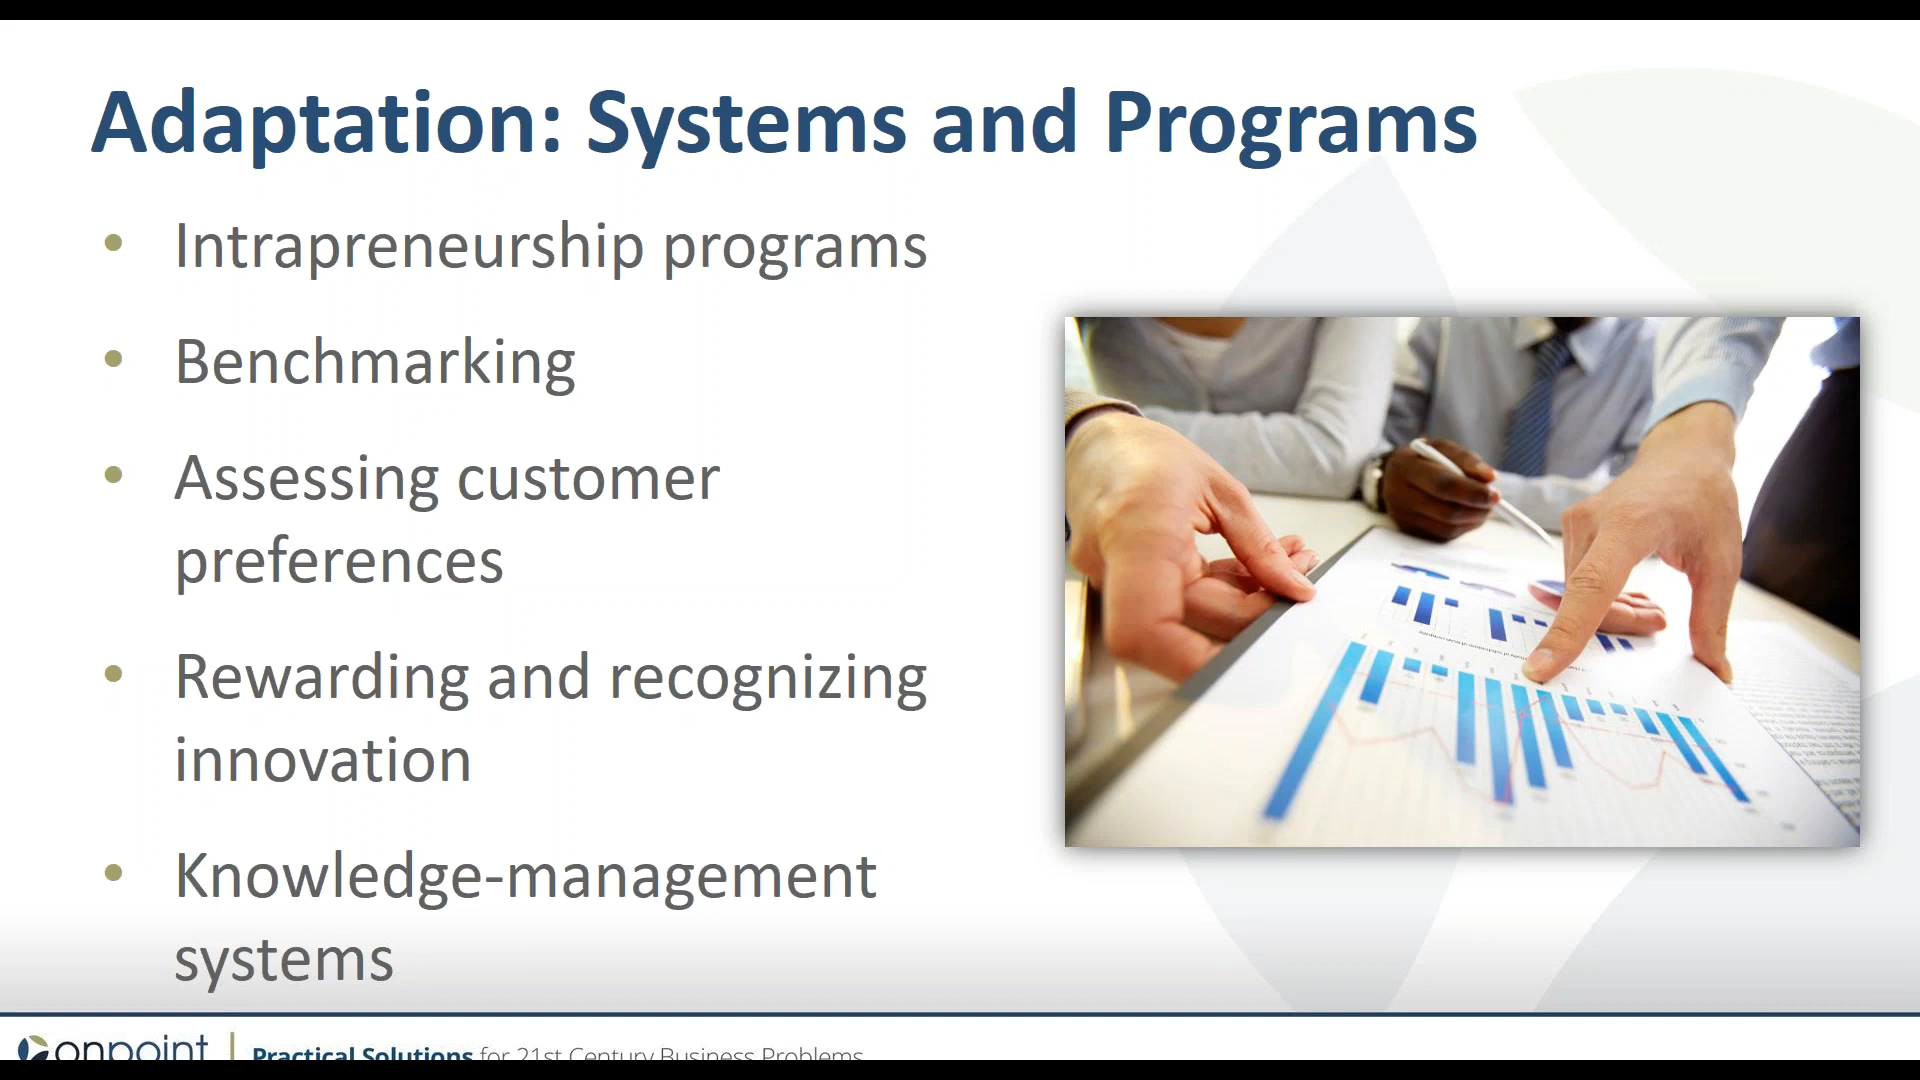 Adaptation: Systems and Programs
• Intrapreneurship programs
• Benchmarking
• Assessing customer
preferences
• Rewarding and recognizing
innovation
• Knowledge-management
systems
onpoint | Practical Solutions for 21st Century Business Problems